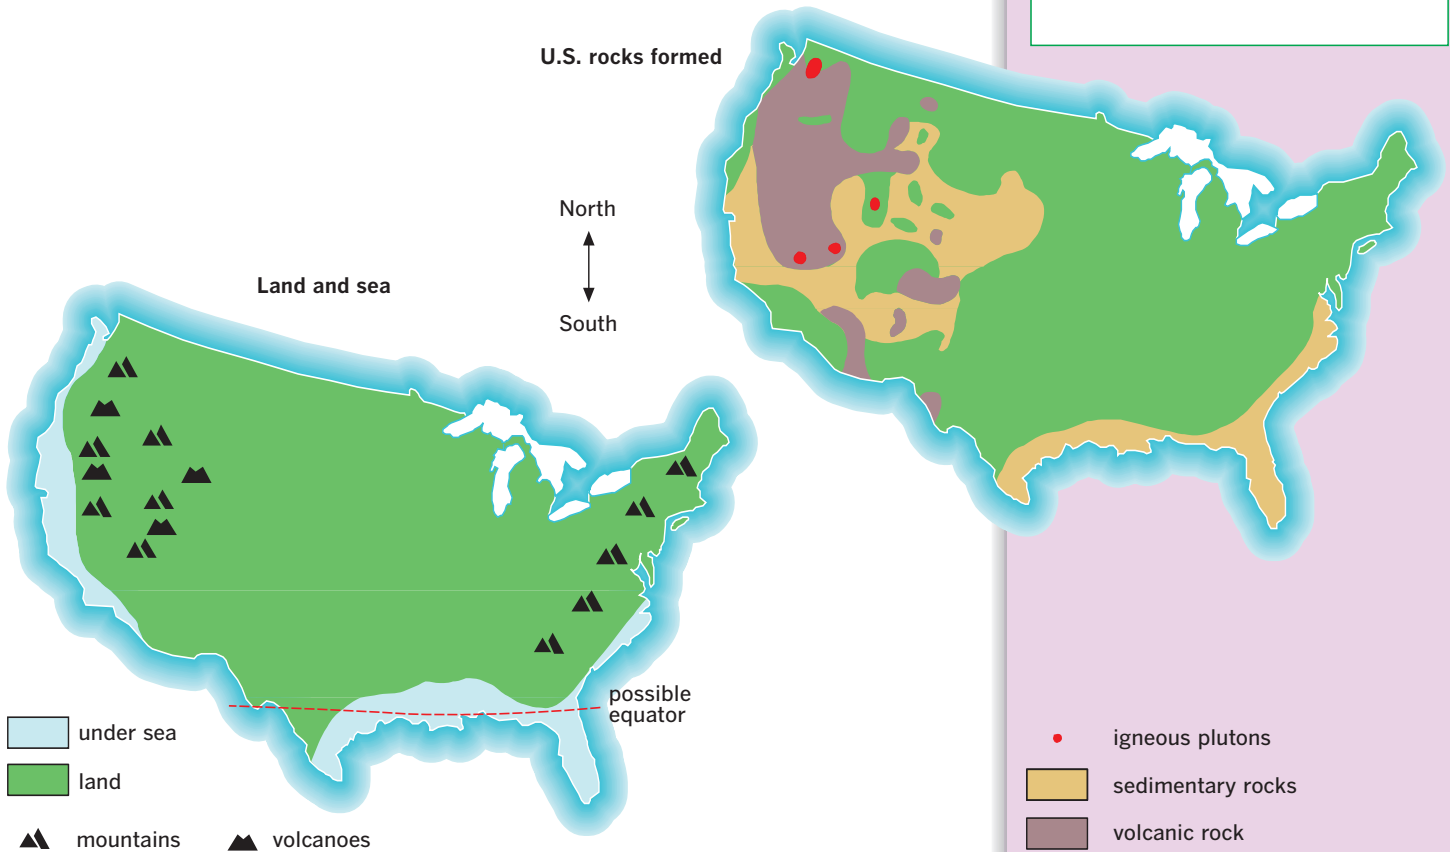 U.S. rocks formed
North
South
Land and sea
possible
equator
under sea
land
mountains
volcanoes
igneous plutons
sedimentary rocks
volcanic rock